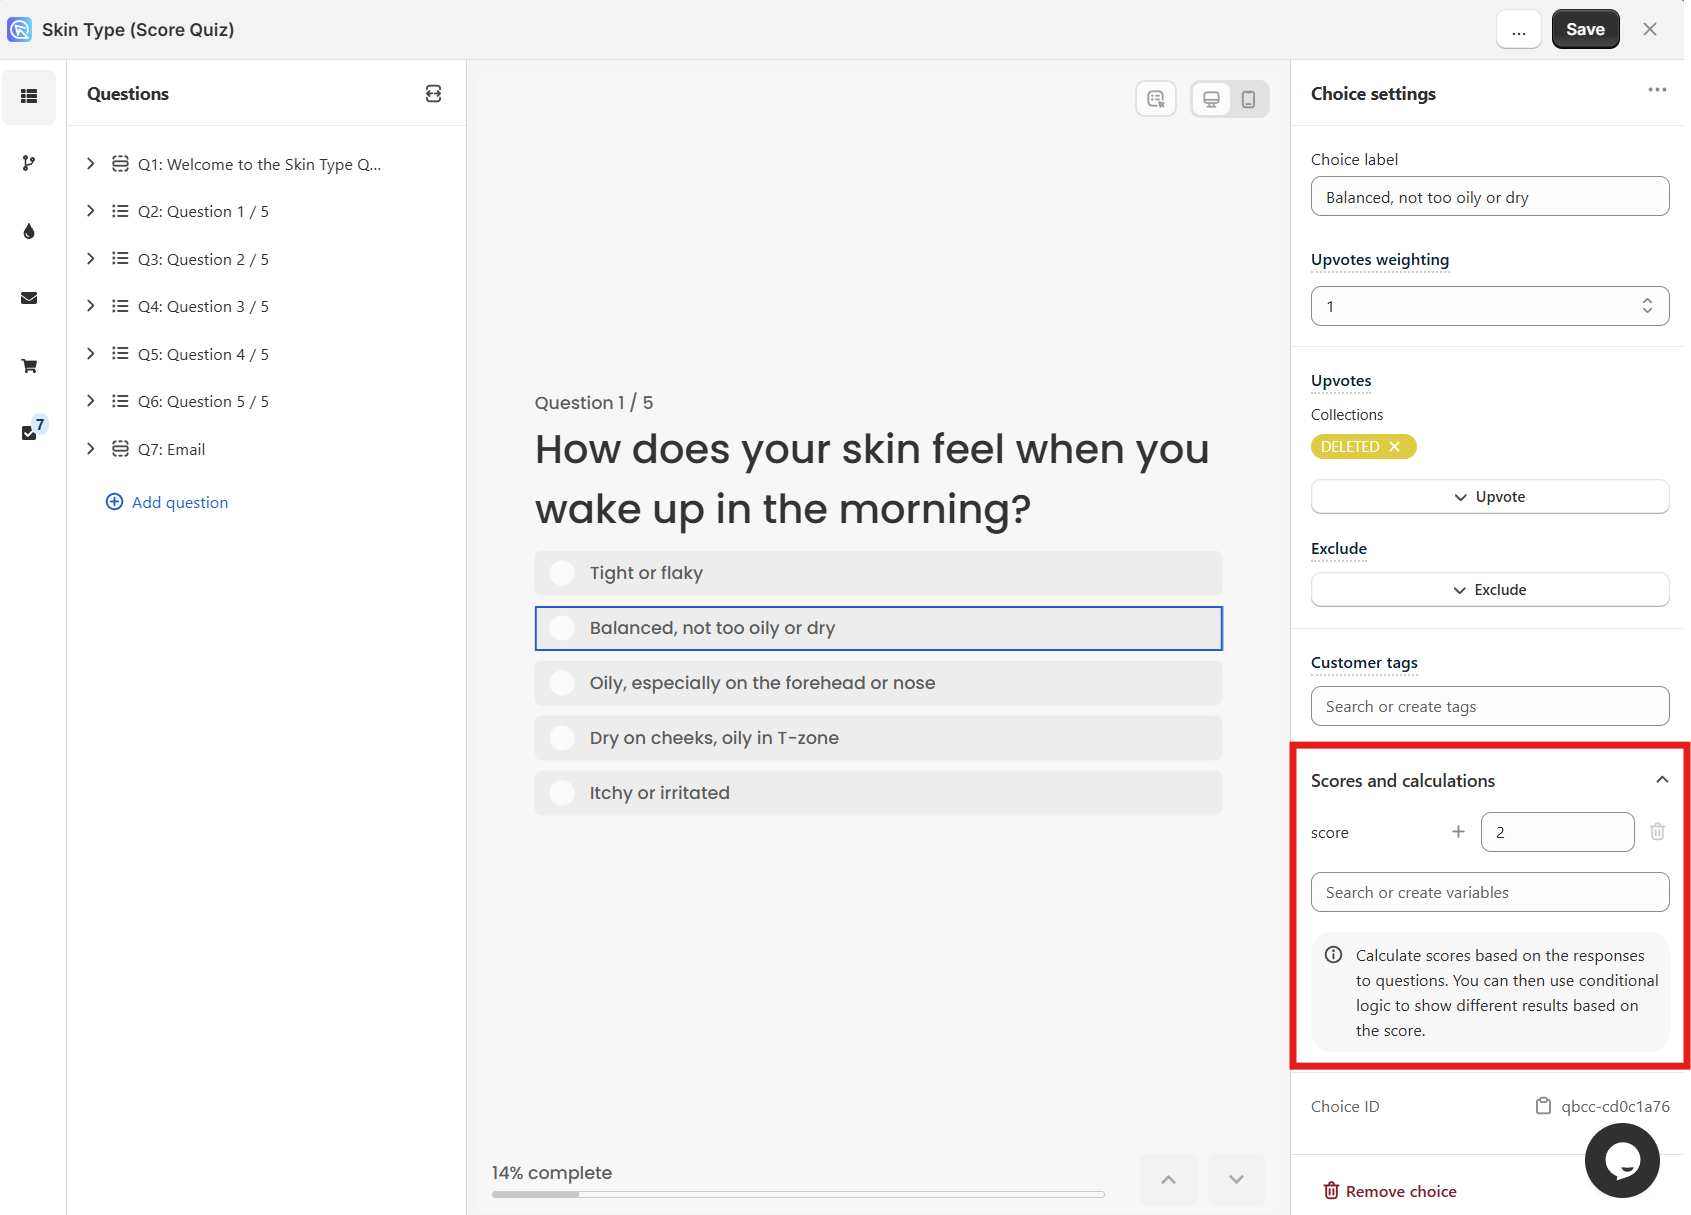 Skin Type (Score Quiz)
...
Save
Questions
Q1: Welcome to the Skin Type Q...
Q2: Question 1 / 5
Q3: Question 2 / 5
Q4: Question 3 / 5
Q5: Question 4 / 5
Q6: Question 5 / 5
Q7: Email
Add question
7
Question 1 / 5
How does your skin feel when you
wake up in the morning?
Tight or flaky
Balanced, not too oily or dry
Oily, especially on the forehead or nose
Dry on cheeks, oily in T-zone
Itchy or irritated
14% complete
Choice settings
Choice label
Balanced, not too oily or dry
Upvotes weighting
1
Upvotes
Collections
DELETED
Upvote
Exclude
Exclude
Customer tags
Search or create tags
Scores and calculations
score + 2
Search or create variables
Calculate scores based on the responses
to questions. You can then use conditional
logic to show different results based on
the score.
Choice ID qbcc-cd0c1a76
Remove choice